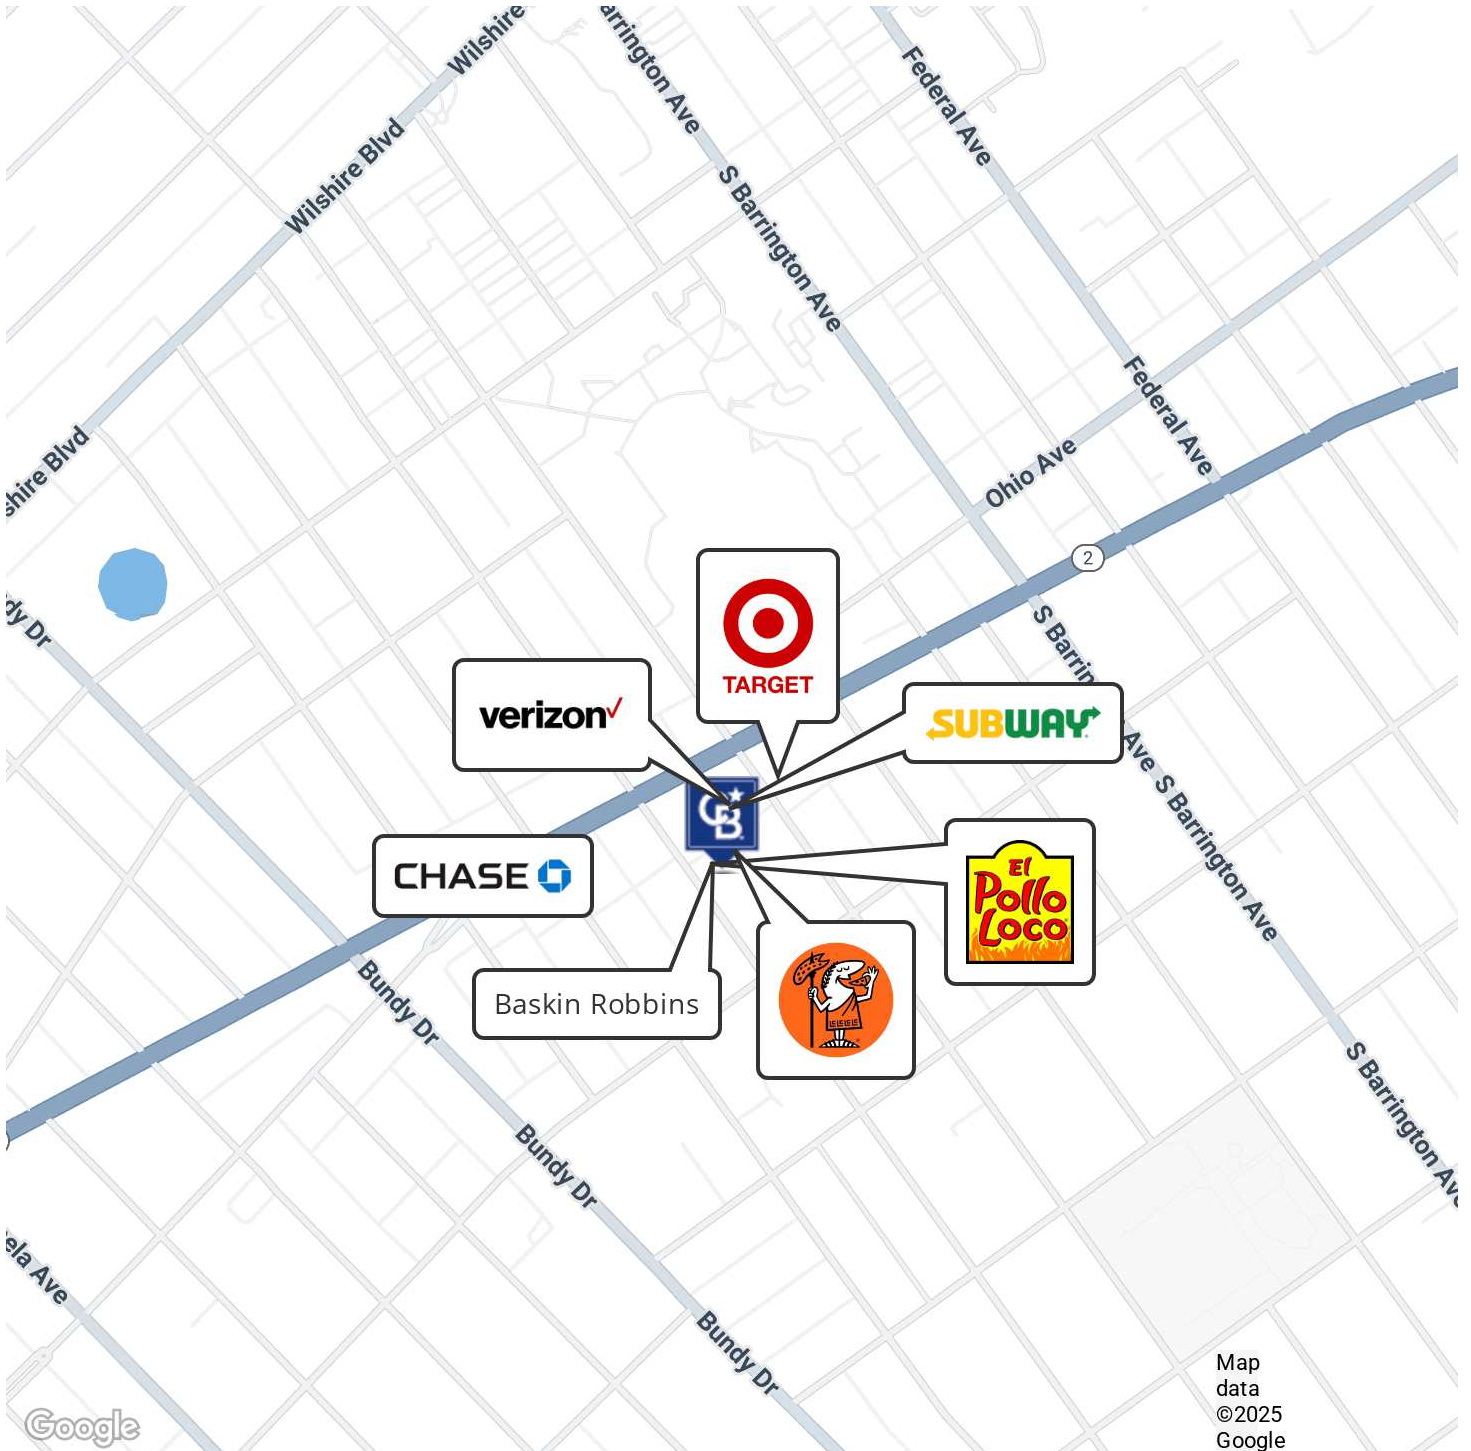 Wilshire
arrington Ave
Federal Ave
Wilshire Blvd
S Barrington Ave
Federal Ave
shire Blvd
Ohio Ave
2
dy Dr
TARGET
S Barrin
verizon
SUBWAY
Ave
S Barrington Ave
CB
CHASE
El
Pollo
Loco
Baskin Robbins
LELELELE
Bundy Dr
S Barrington Ave
Bundy Dr
ela Ave
Bundy Dr
Map
data
©2025
Google
Google